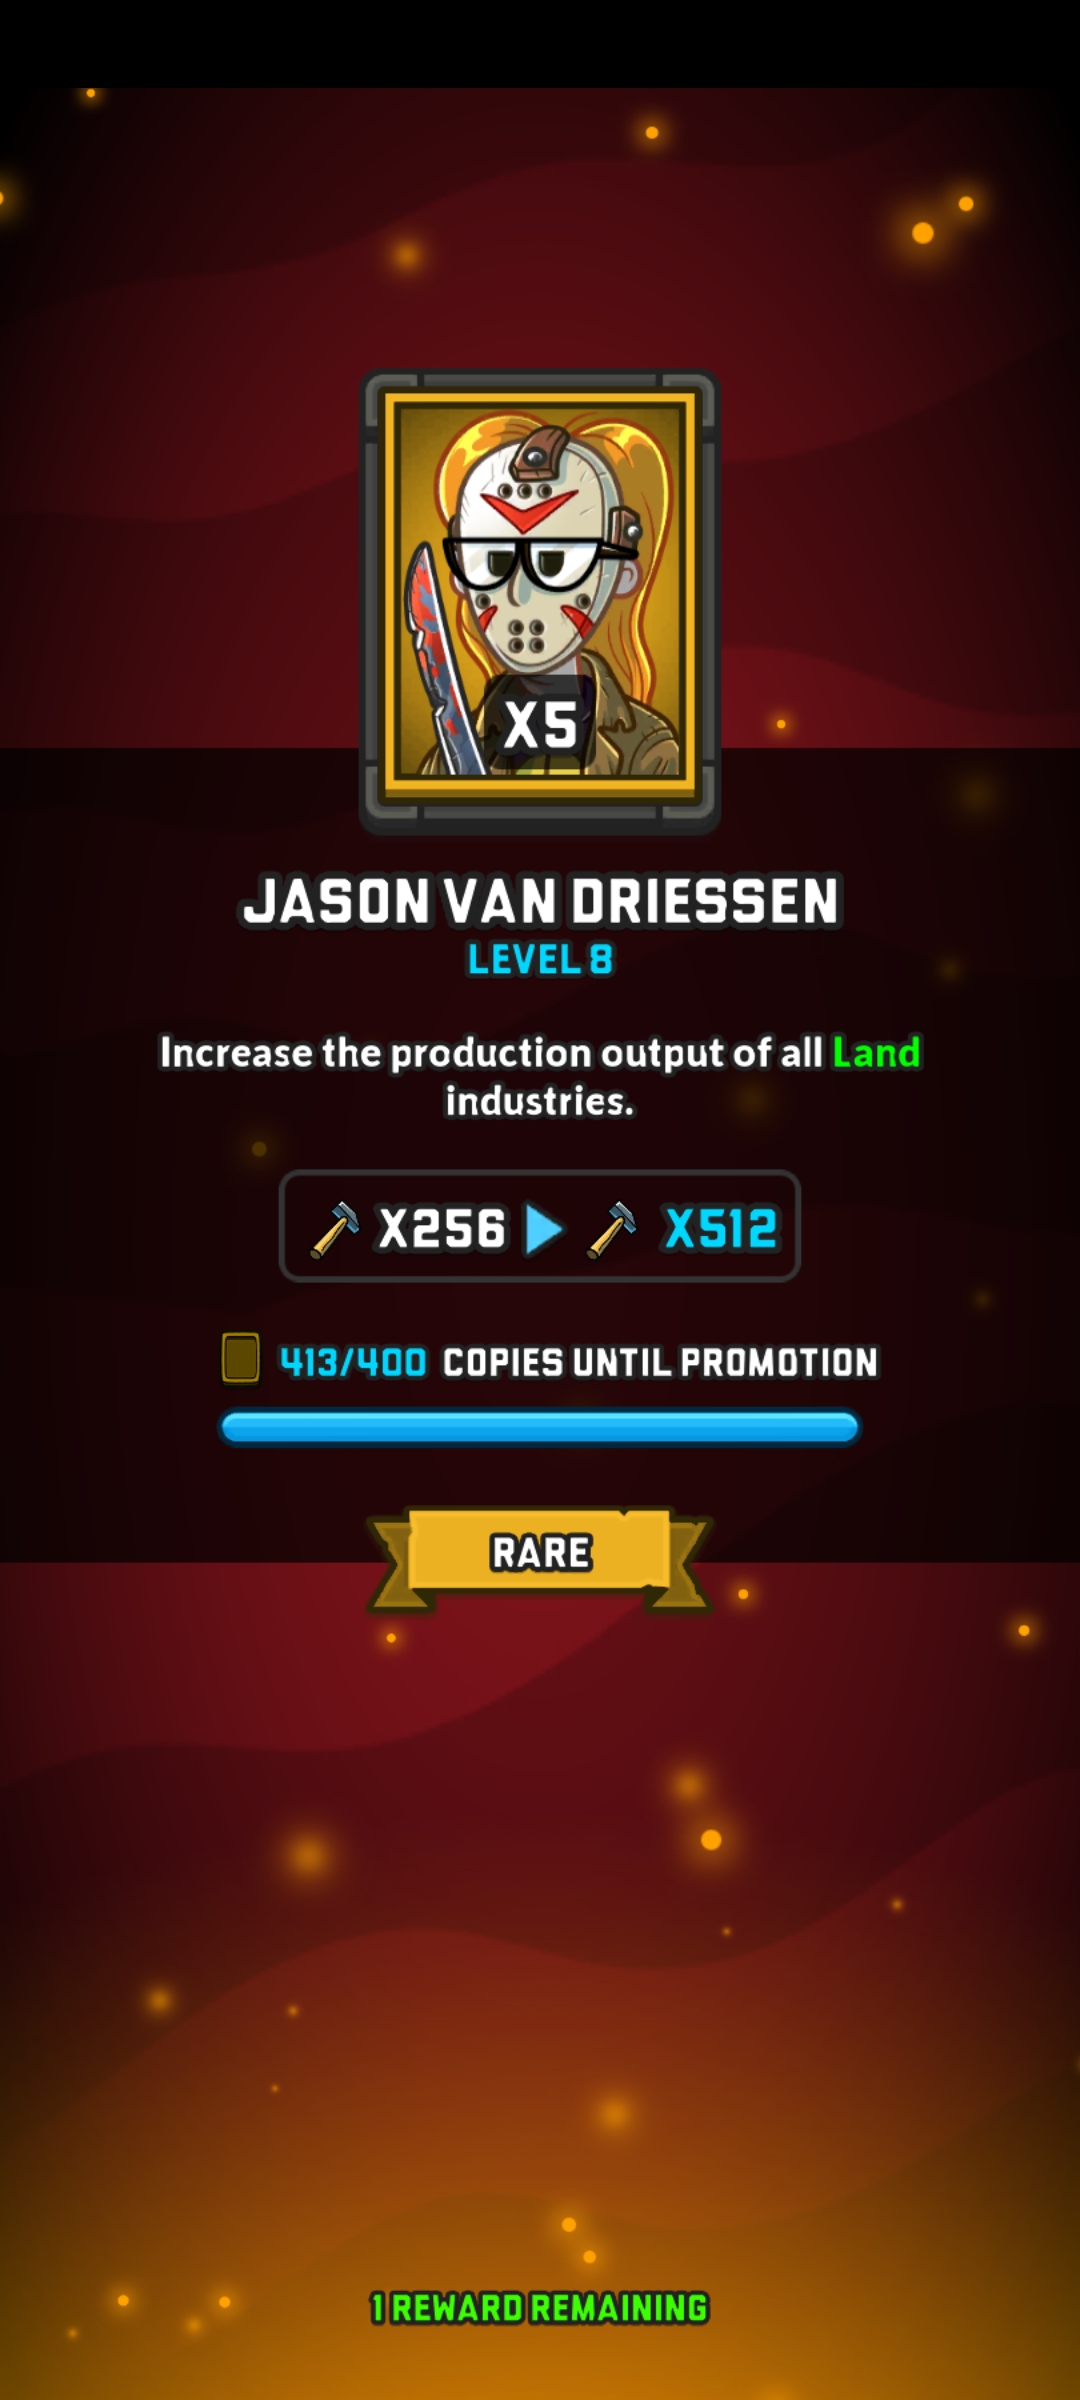 X5
JASON VAN DRIESSEN
LEVEL 8
Increase the production output of all Land
industries.
X256 X512
413/400 COPIES UNTIL PROMOTION
RARE
1 REWARD REMAINING